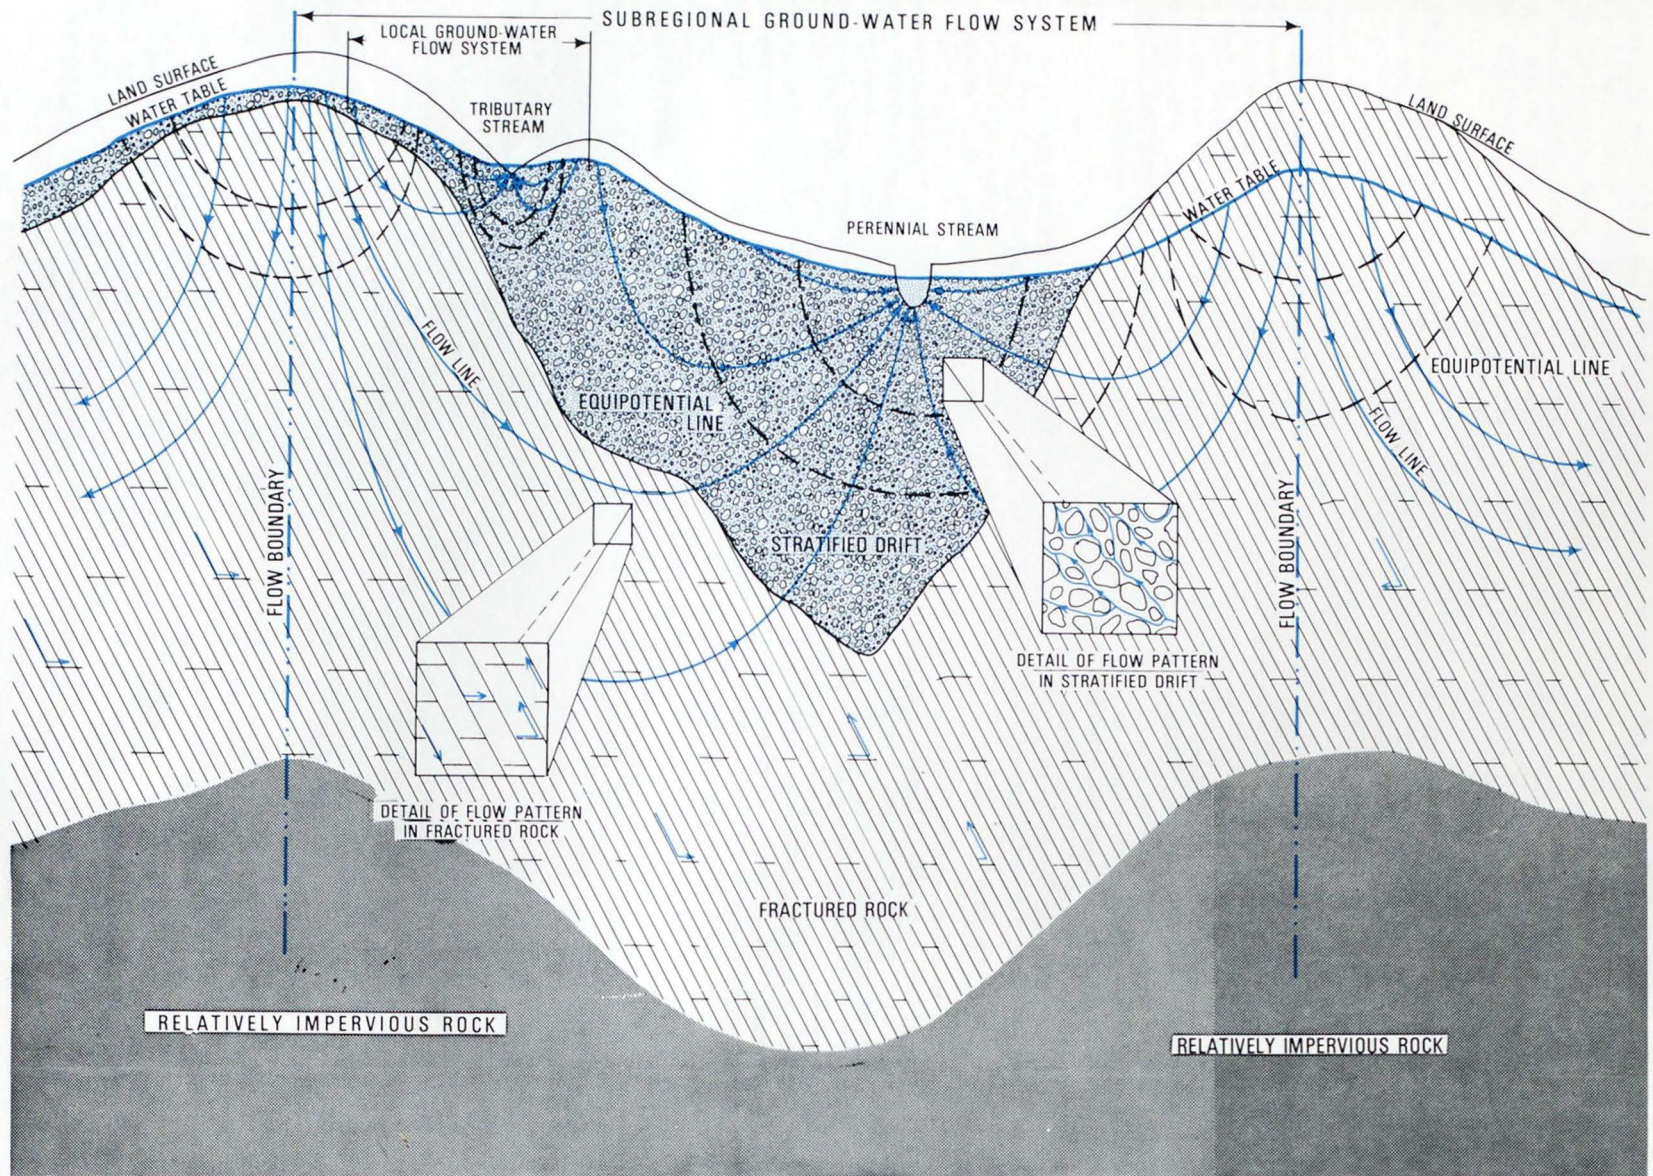 SUBREGIONAL GROUND-WATER FLOW SYSTEM
LOCAL GROUND-WATER
FLOW SYSTEM
LAND SURFACE
WATER TABLE
TRIBUTARY
STREAM
PERENNIAL STREAM
WATER TABLE
LAND SURFACE
FLOW LINE
EQUIPOTENTIAL
LINE
EQUIPOTENTIAL LINE
FLOW LINE
FLOW BOUNDARY
STRATIFIED DRIFT
FLOW BOUNDARY
DETAIL OF FLOW PATTERN
IN STRATIFIED DRIFT
DETAIL OF FLOW PATTERN
IN FRACTURED ROCK
FRACTURED ROCK
RELATIVELY IMPERVIOUS ROCK
RELATIVELY IMPERVIOUS ROCK